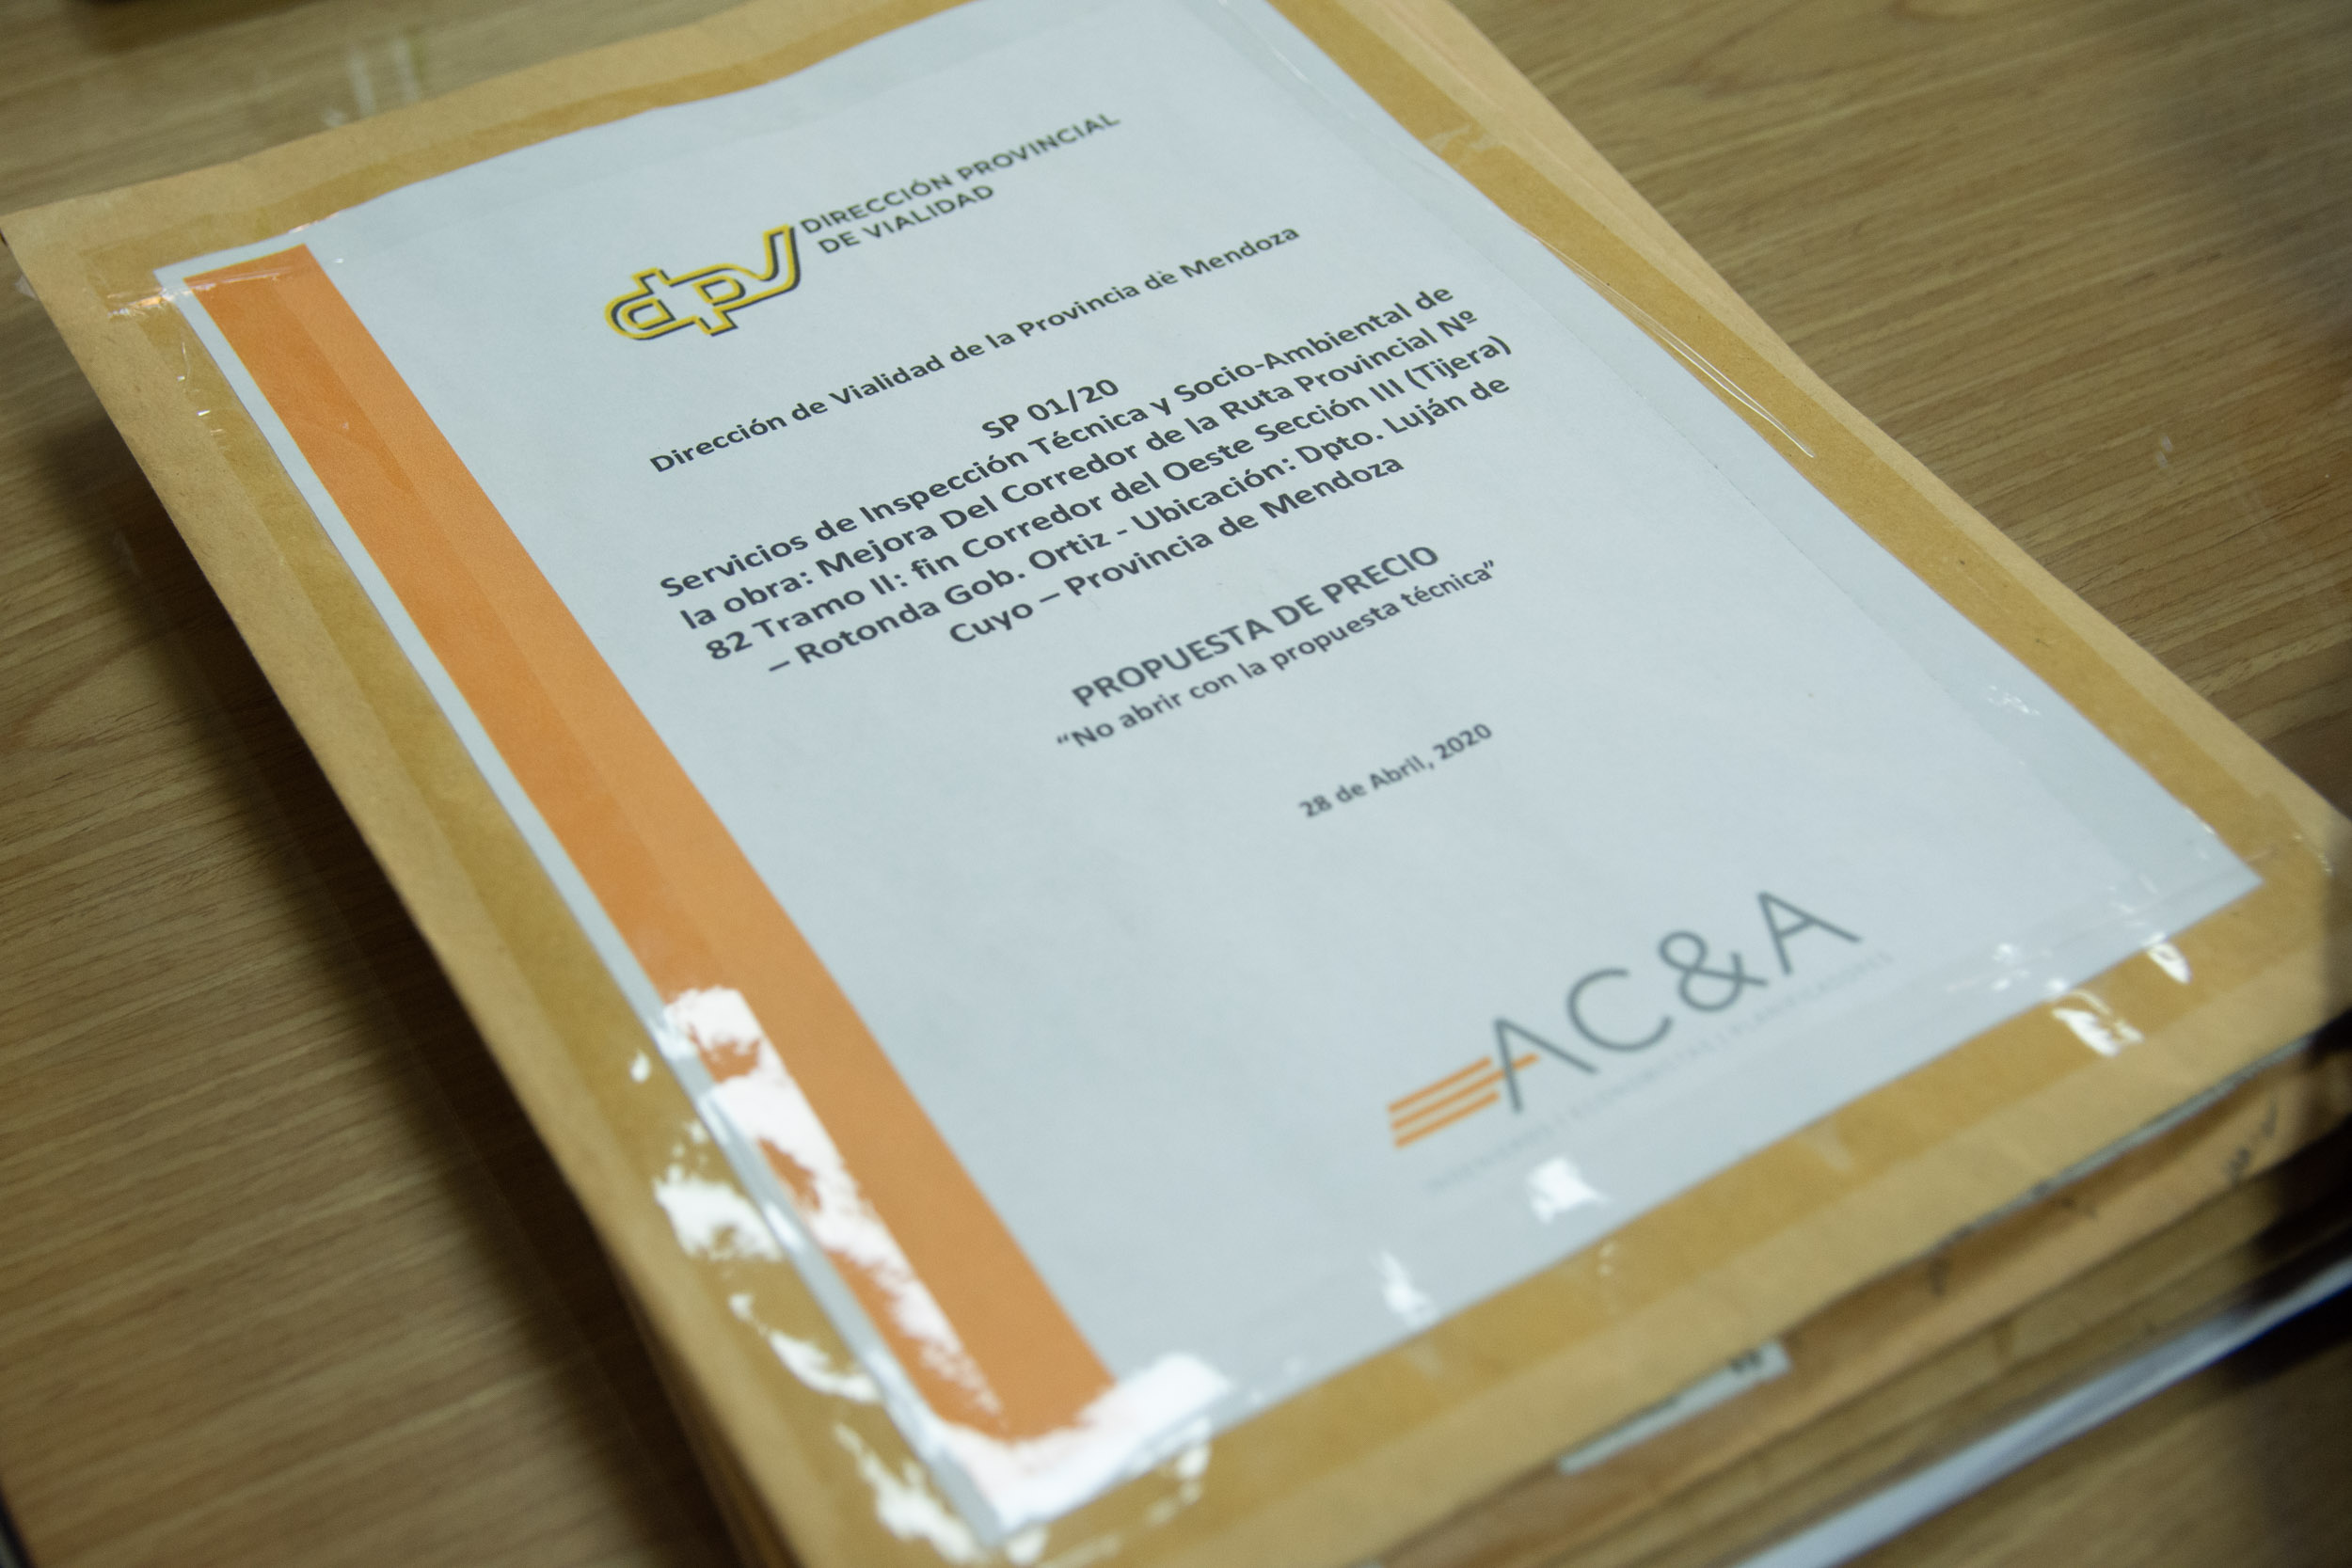 dpv
DIRECCIÓN PROVINCIAL
DE VIALIDAD
Dirección de Vialidad de la Provincia de Mendoza
SP 01/20
Servicios de Inspección Técnica y Socio-Ambiental de
la obra: Mejora Del Corredor de la Ruta Provincial Nº
82 Tramo II: fin Corredor del Oeste Sección III (Tijera)
– Rotonda Gob. Ortiz - Ubicación: Dpto. Luján de
Cuyo – Provincia de Mendoza
PROPUESTA DE PRECIO
“No abrir con la propuesta técnica”
28 de Abril, 2020
AC&A